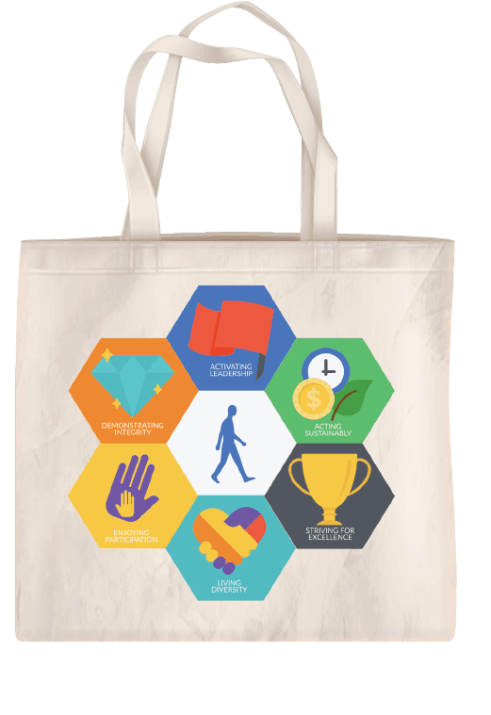 ACTIVATING
LEADERSHIP
DEMONSTRATING
INTEGRITY
ACTING
SUSTAINABLY
$
ENJOYING
PARTICIPATION
STRIVING FOR
EXCELLENCE
LIVING
DIVERSITY